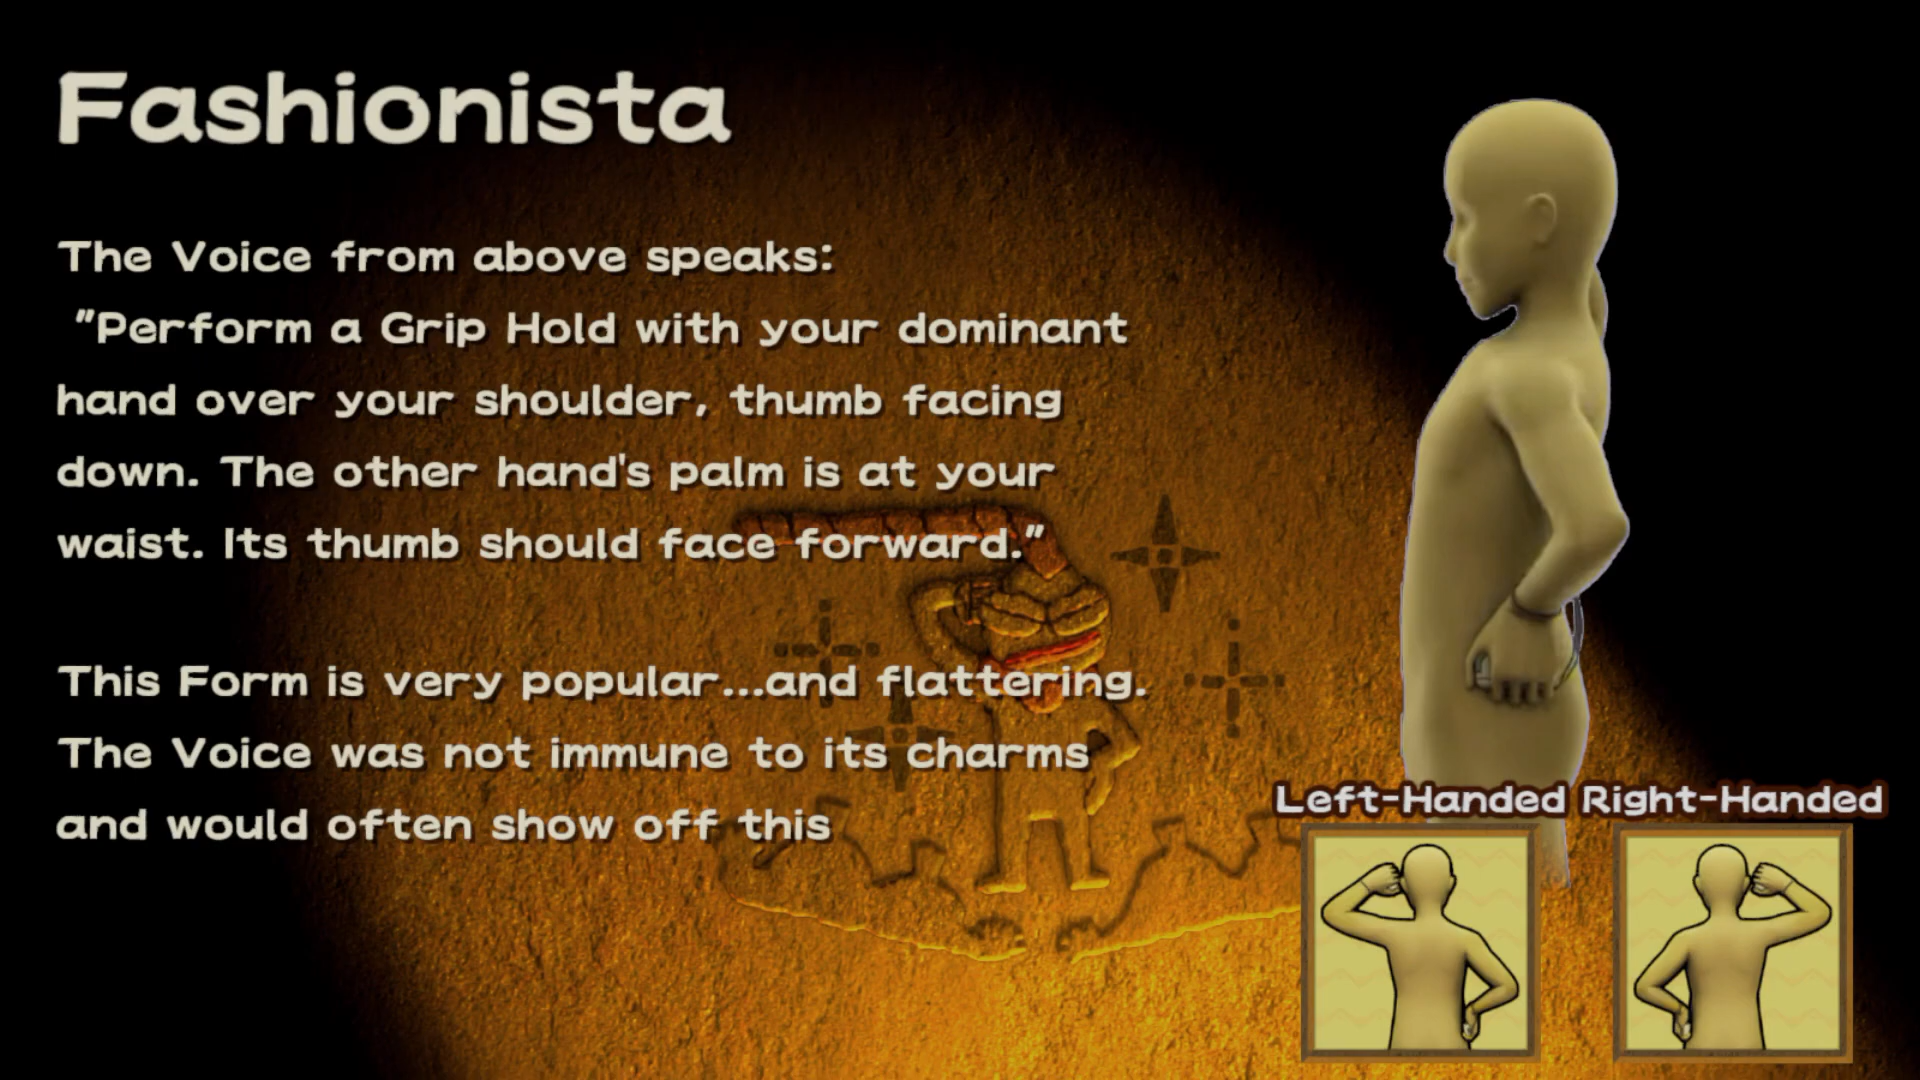 Fashionista
The Voice from above speaks:
"Perform a Grip Hold with your dominant
hand over your shoulder, thumb facing
down. The other hand's palm is at your
waist. Its thumb should face forward."
This Form is very popular...and flattering.
The Voice was not immune to its charms
and would often show off this
Left-Handed Right-Handed